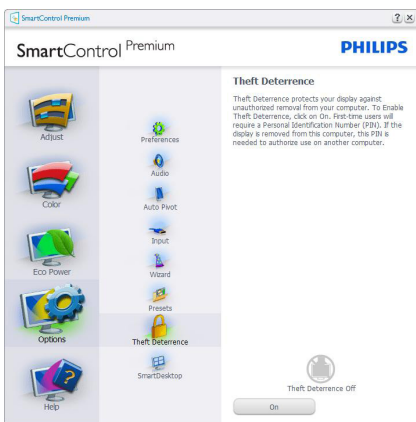 SmartControl Premium
SmartControl Premium
PHILIPS
Adjust
Color
Eco Power
Options
Help
Preferences
Audio
Auto Pivot
Input
Wizard
Presets
Theft Deterrence
SmartDesktop
Theft Deterrence
Theft Deterrence protects your display against
unauthorized removal from your computer. To Enable
Theft Deterrence, click on On. First-time users will
require a Personal Identification Number (PIN). If the
display is removed from this computer, this PIN is
needed to authorize use on another computer.
Theft Deterrence Off
On